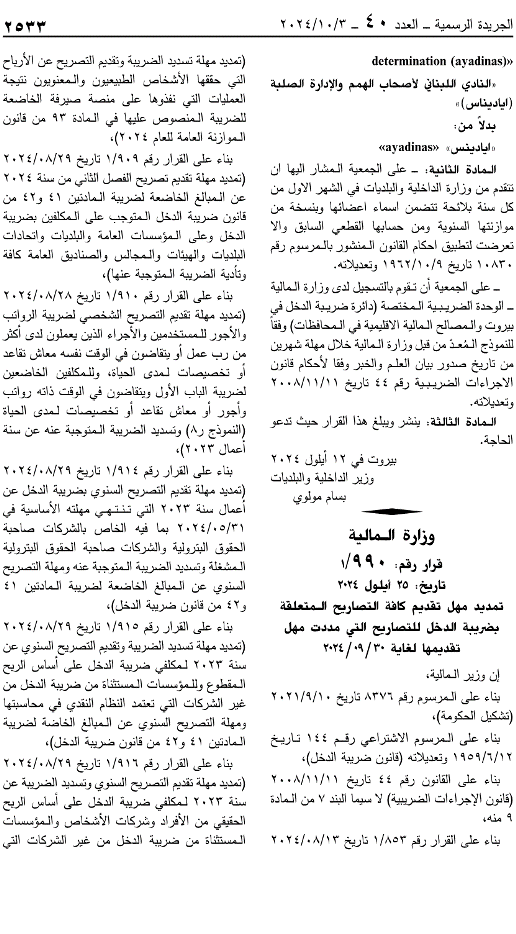 الجريدة الرسمية ــ العدد ٤٠ ــ ٢٠٢٤/١٠/٣
٢٥٣٣
«determination (ayadinas)
«النادي اللبناني لأصحاب الهمم والإدارة الصلبة
(اياديناس)»
بدلاً من:
«اياديـنس» «ayadinas»
المـادة الثانية: ــ على الجمعية المشار اليها ان
تتقدم من وزارة الداخلية والبلديات في الشهر الاول من
كل سنة بلائحة تتضمن اسماء اعضائها وبنسخة من
موازنتها السنوية ومن حسابها القطعي السابق والا
تعرضت لتطبيق احكام القانون المنشور بالمرسوم رقم
١٠٨٣٠ تاريخ ١٩٦٢/١٠/٩ وتعديلاته.
ــ على الجمعية أن تقوم بالتسجيل لدى وزارة المالية
ــ الوحدة الضريبية المختصة (دائرة ضريبة الدخل في
بيروت والمصالح المالية الاقليمية في المحافظات) وفقاً
للنموذج المُعدّ من قبل وزارة المالية خلال مهلة شهرين
من تاريخ صدور بيان العلم والخبر وفقا لأحكام قانون
الاجراءات الضريبية رقم ٤٤ تاريخ ٢٠٠٨/١١/١١
وتعديلاته.
المـادة الثالثة: ينشر ويبلغ هذا القرار حيث تدعو
الحاجة.
بيروت في ١٢ أيلول ٢٠٢٤
وزير الداخلية والبلديات
بسام مولوي
وزارة المـالية
قرار رقم: ١/٩٩٠
تاريخ: ٢٥ أيلول ٢٠٢٤
تمديد مهل تقديم كافة التصاريح المتعلقة
بضريبة الدخل للتصاريح التي مددت مهل
تقديمها لغاية ٢٠٢٤/٠٩/٣٠
إن وزير المالية،
بناء على المرسوم رقم ٨٣٧٦ تاريخ ٢٠٢١/٩/١٠
(تشكيل الحكومة)،
بناء على المرسوم الاشتراعي رقم ١٤٤ تاريخ
١٩٥٩/٦/١٢ وتعديلاته (قانون ضريبة الدخل)،
بناء على القانون رقم ٤٤ تاريخ ٢٠٠٨/١١/١١
(قانون الإجراءات الضريبية) لا سيما البند ٧ من المادة
٩ منه،
بناء على القرار رقم ١/٨٥٣ تاريخ ٢٠٢٤/٠٨/١٣
(تمديد مهلة تسديد الضريبة وتقديم التصريح عن الأرباح
التي حققها الأشخاص الطبيعيون والمعنويون نتيجة
العمليات التي نفذوها على منصة صيرفة الخاضعة
للضريبة المنصوص عليها في المادة ٩٣ من قانون
الموازنة العامة للعام ٢٠٢٤)،
بناء على القرار رقم ١/٩٠٩ تاريخ ٢٠٢٤/٠٨/٢٩
(تمديد مهلة تقديم تصريح الفصل الثاني من سنة ٢٠٢٤
عن المبالغ الخاضعة لضريبة المادتين ٤١ و٤٢ من
قانون ضريبة الدخل المتوجب على المكلفين بضريبة
الدخل وعلى المؤسسات العامة والبلديات واتحادات
البلديات والهيئات والمجالس والصناديق العامة كافة
وتأدية الضريبة المتوجبة عنها)،
بناء على القرار رقم ١/٩١٠ تاريخ ٢٠٢٤/٠٨/٢٨
(تمديد مهلة تقديم التصريح الشخصي لضريبة الرواتب
والأجور للمستخدمين والأجراء الذين يعملون لدى أكثر
من رب عمل أو يتقاضون في الوقت نفسه معاش تقاعد
أو تخصيصات لمدى الحياة، وللمكلفين الخاضعين
لضريبة الباب الأول ويتقاضون في الوقت ذاته رواتب
وأجور أو معاش تقاعد أو تخصيصات لمدى الحياة
(النموذج ر٨) وتسديد الضريبة المتوجبة عنه عن سنة
أعمال ٢٠٢٣)،
بناء على القرار رقم ١/٩١٤ تاريخ ٢٠٢٤/٠٨/٢٩
(تمديد مهلة تقديم التصريح السنوي بضريبة الدخل عن
أعمال سنة ٢٠٢٣ التي تنتهي مهلته الأساسية في
٢٠٢٤/٠٥/٣١ بما فيه الخاص بالشركات صاحبة
الحقوق البترولية والشركات صاحبة الحقوق البترولية
المشغلة وتسديد الضريبة المتوجبة عنه ومهلة التصريح
السنوي عن المبالغ الخاضعة لضريبة المادتين ٤١
و٤٢ من قانون ضريبة الدخل)،
بناء على القرار رقم ١/٩١٥ تاريخ ٢٠٢٤/٠٨/٢٩
(تمديد مهلة تسديد الضريبة وتقديم التصريح السنوي عن
سنة ٢٠٢٣ لمكلفي ضريبة الدخل على أساس الربح
المقطوع وللمؤسسات المستثناة من ضريبة الدخل من
غير الشركات التي تعتمد النظام النقدي في محاسبتها
ومهلة التصريح السنوي عن المبالغ الخاضة لضريبة
المادتين ٤١ و٤٢ من قانون ضريبة الدخل)،
بناء على القرار رقم ١/٩١٦ تاريخ ٢٠٢٤/٠٨/٢٩
(تمديد مهلة تقديم التصريح السنوي وتسديد الضريبة عن
سنة ٢٠٢٣ لمكلفي ضريبة الدخل على أساس الربح
الحقيقي من الأفراد وشركات الأشخاص والمؤسسات
المستثناة من ضريبة الدخل من غير الشركات التي